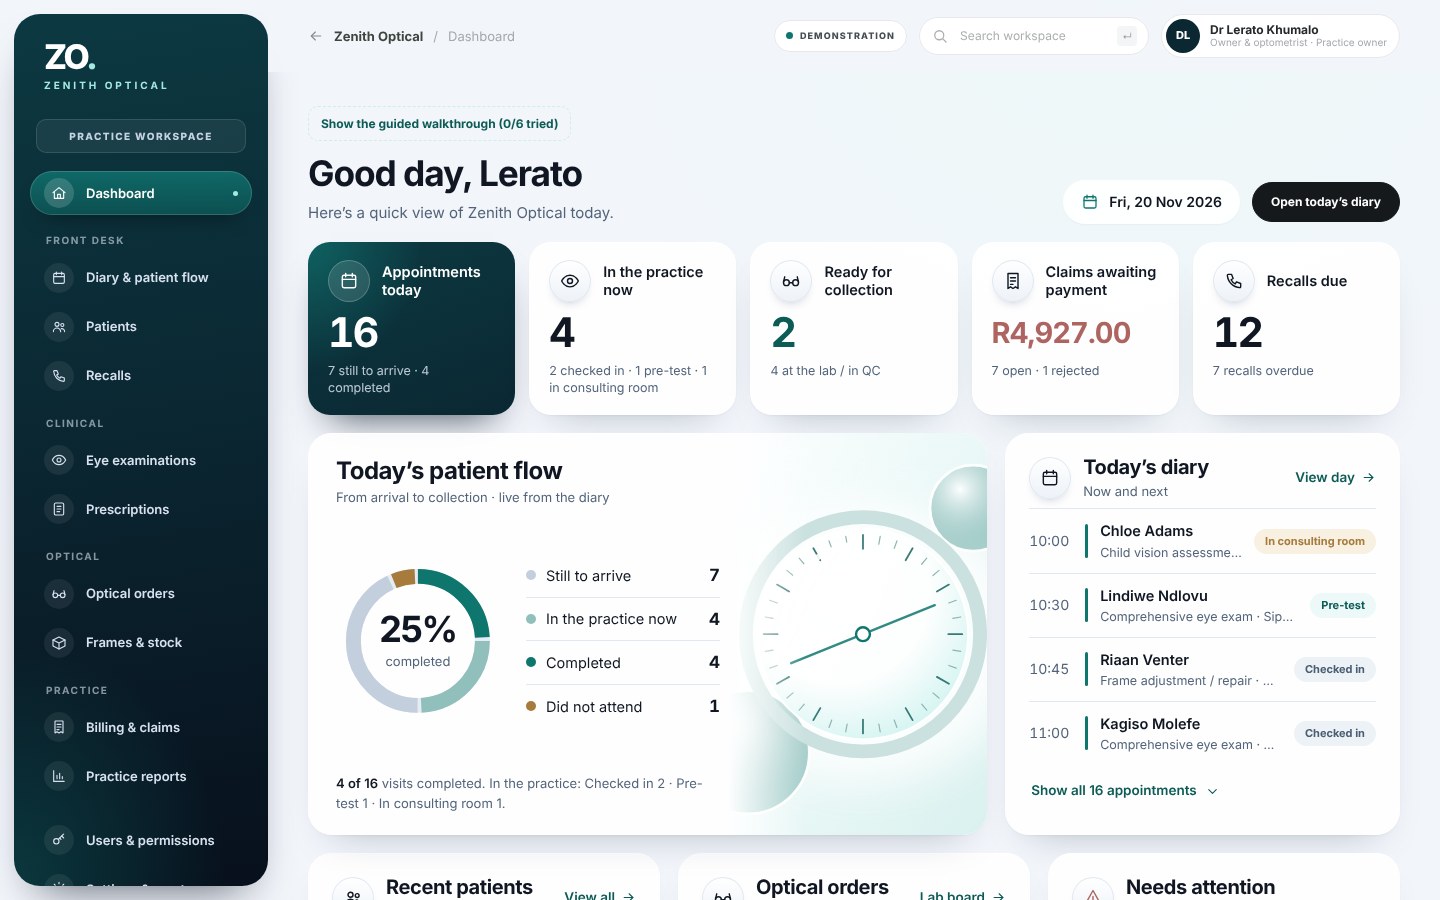 ZO.
ZENITH OPTICAL
PRACTICE WORKSPACE
Dashboard
FRONT DESK
Diary & patient flow
Patients
Recalls
CLINICAL
Eye examinations
Prescriptions
OPTICAL
Optical orders
Frames & stock
PRACTICE
Billing & claims
Practice reports
Users & permissions
Zenith Optical / Dashboard
DEMONSTRATION
Search workspace
DL
Dr Lerato Khumalo
Owner & optometrist · Practice owner
Show the guided walkthrough (0/6 tried)
Good day, Lerato
Here’s a quick view of Zenith Optical today.
Fri, 20 Nov 2026
Open today’s diary
Appointments
today
16
7 still to arrive · 4
completed
In the practice
now
4
2 checked in · 1 pre-test · 1
in consulting room
Ready for
collection
2
4 at the lab / in QC
Claims awaiting
payment
R4,927.00
7 open · 1 rejected
Recalls due
12
7 recalls overdue
Today’s patient flow
From arrival to collection · live from the diary
25%
completed
Still to arrive 7
In the practice now 4
Completed 4
Did not attend 1
4 of 16 visits completed. In the practice: Checked in 2 · Pre-
test 1 · In consulting room 1.
Today’s diary
Now and next
View day →
10:00 Chloe Adams
Child vision assessme...
In consulting room
10:30 Lindiwe Ndlovu
Comprehensive eye exam · Sip...
Pre-test
10:45 Riaan Venter
Frame adjustment / repair · ...
Checked in
11:00 Kagiso Molefe
Comprehensive eye exam · ...
Checked in
Show all 16 appointments
Recent patients
View all →
Optical orders
Lab board →
Needs attention